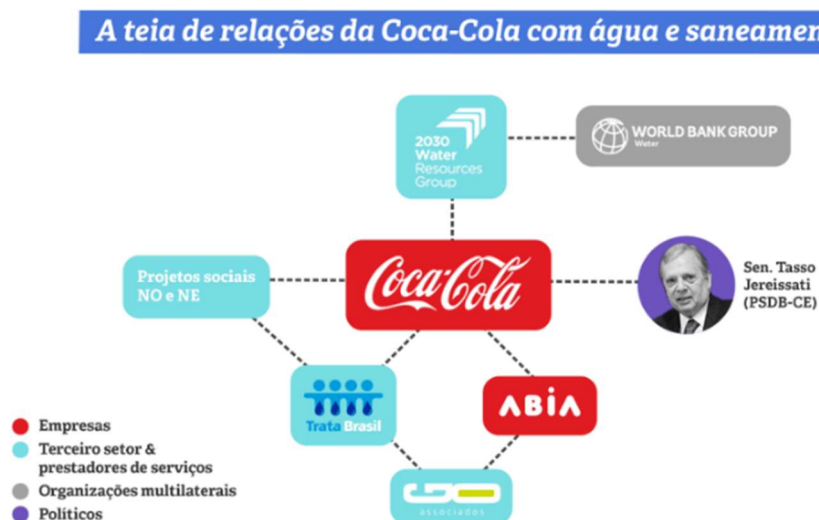 A teia de relações da Coca-Cola com água e saneamen
2030
Water
Resources
Group
WORLD BANK GROUP
Water
Projetos sociais
NO e NE
Coca-Cola
Sen. Tasso
Jereissati
(PSDB-CE)
Trata Brasil
ABIA
Empresas
Terceiro setor &
prestadores de serviços
Organizações multilaterais
Políticos
GO
associados